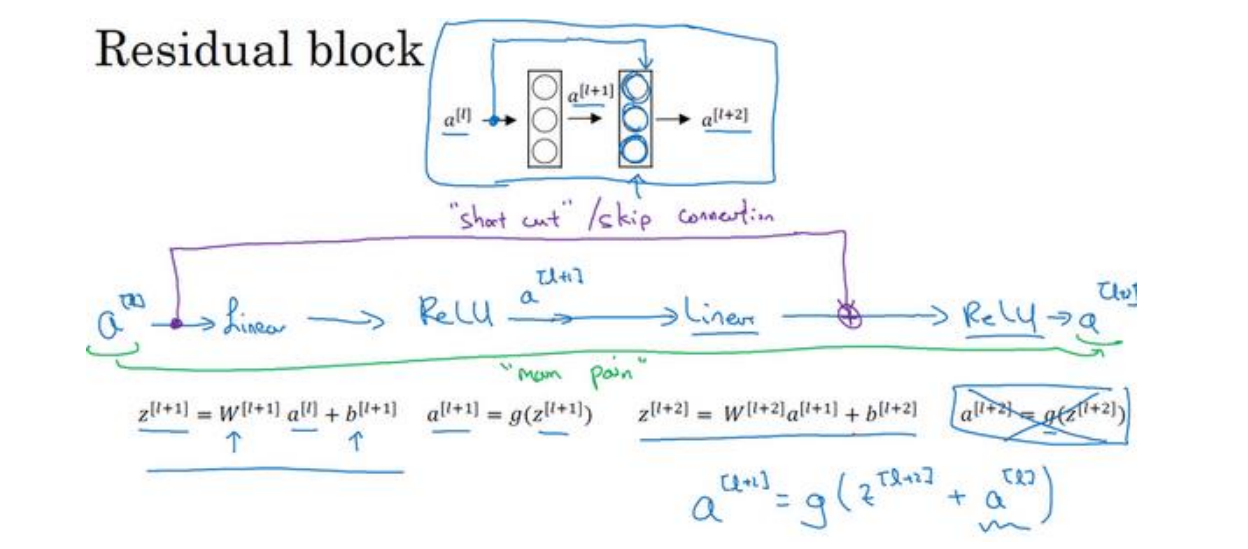 Residual block
a^[l] a^[l+1] a^[l+2]
"short cut" / skip connection
a^[l] → Linear → ReLU a^[l+1] → Linear → ReLU → a^[l+2]
"main path"
z^[l+1] = W^[l+1] a^[l] + b^[l+1] a^[l+1] = g(z^[l+1]) z^[l+2] = W^[l+2]a^[l+1] + b^[l+2] a^[l+2] = g(z^[l+2])
a^[l+2] = g(z^[l+2] + a^[l])